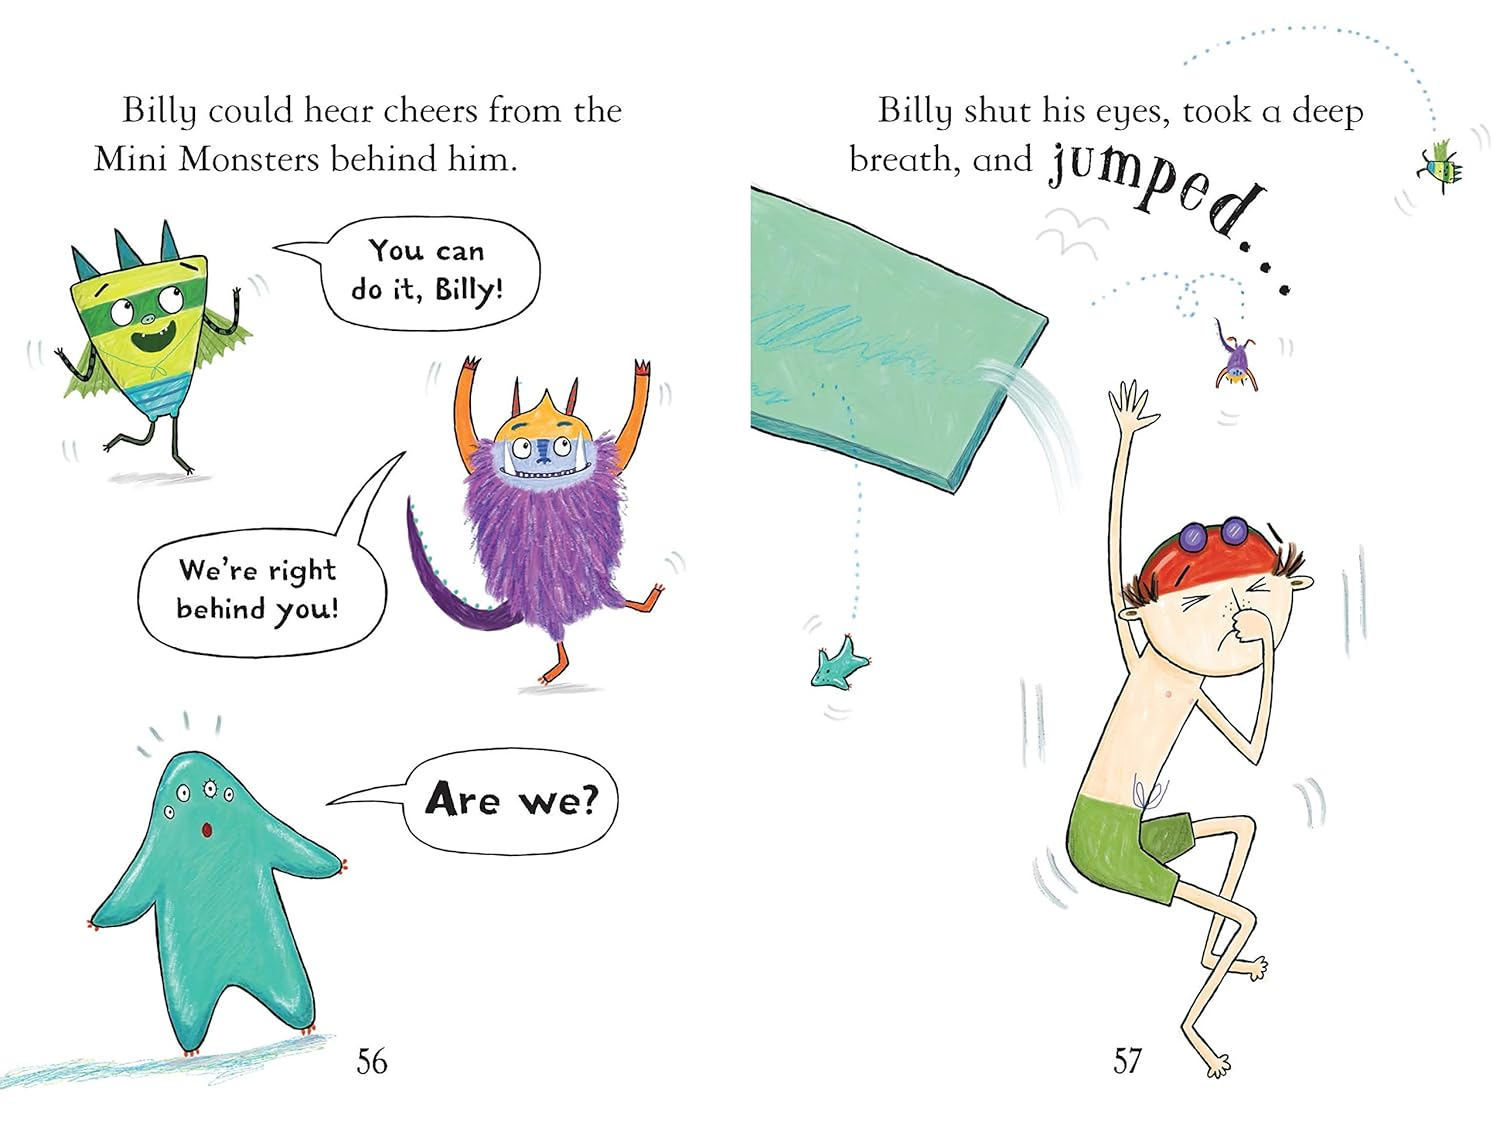 Billy could hear cheers from the
Mini Monsters behind him.
You can
do it, Billy!
We're right
behind you!
Are we?
56
Billy shut his eyes, took a deep
breath, and jumped...
57